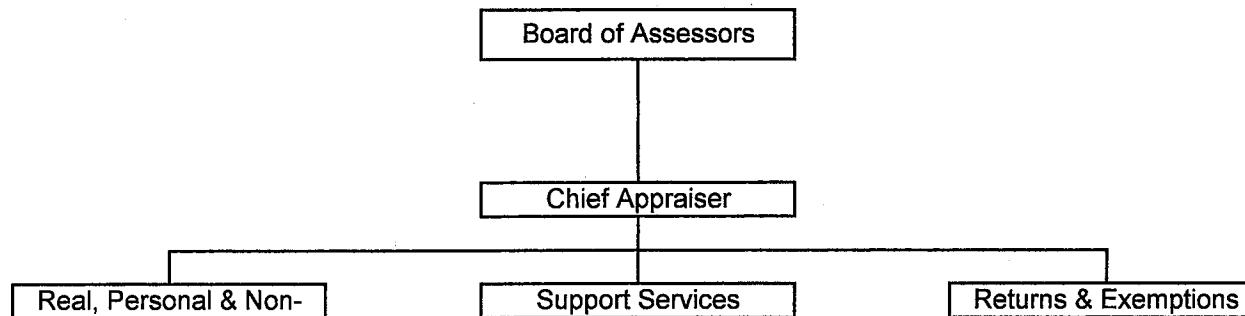 Board of Assessors
Chief Appraiser
Real, Personal & Non-
Support Services
Returns & Exemptions